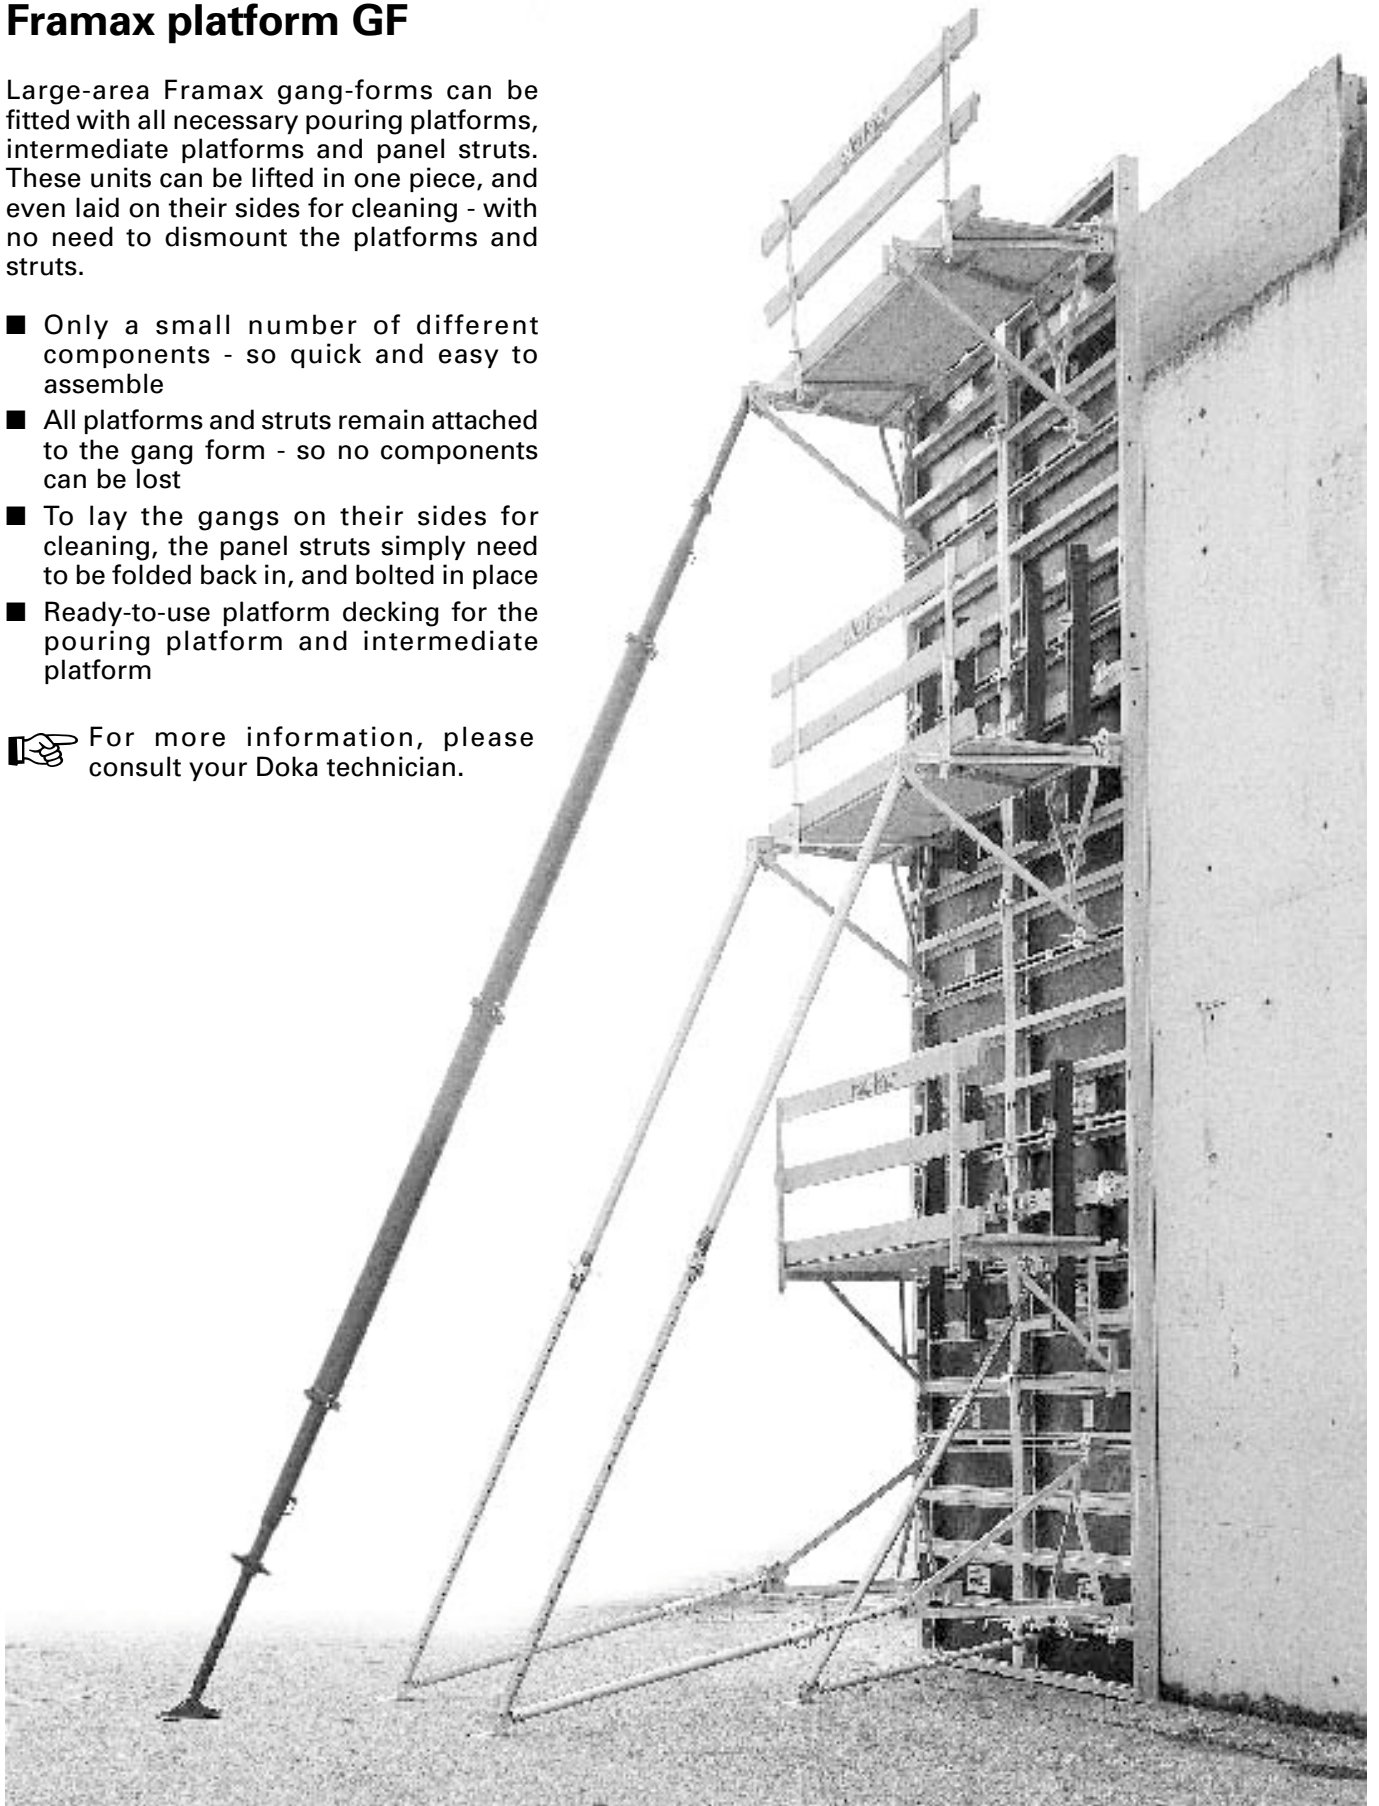 Framax platform GF
Large-area Framax gang-forms can be
fitted with all necessary pouring platforms,
intermediate platforms and panel struts.
These units can be lifted in one piece, and
even laid on their sides for cleaning - with
no need to dismount the platforms and
struts.
■ Only a small number of different
components - so quick and easy to
assemble
■ All platforms and struts remain attached
to the gang form - so no components
can be lost
■ To lay the gangs on their sides for
cleaning, the panel struts simply need
to be folded back in, and bolted in place
■ Ready-to-use platform decking for the
pouring platform and intermediate
platform
For more information, please
consult your Doka technician.